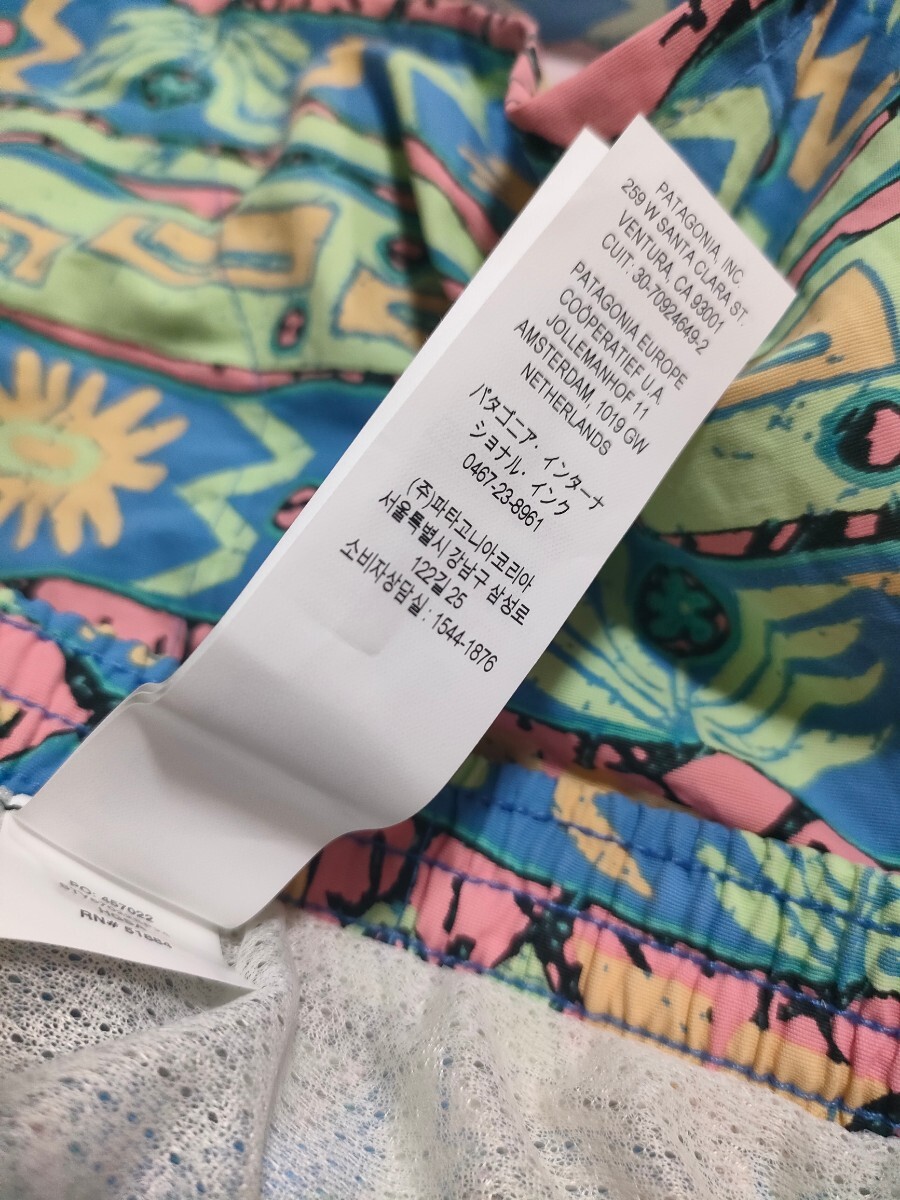 PATAGONIA, INC.
259 W SANTA CLARA ST.
VENTURA, CA 93001
CUIT: 30-70924649-2
PATAGONIA EUROPE
COÖPERATIEF U.A.
JOLLEMANHOF 11
AMSTERDAM, 1019 GW
NETHERLANDS
パタゴニア・インターナ
ショナル・インク
0467-23-8961
(주)파타고니아코리아
서울특별시 강남구 삼성로
122길 25
소비자상담실 : 1544-1876
PO: 467022
RN# 51884